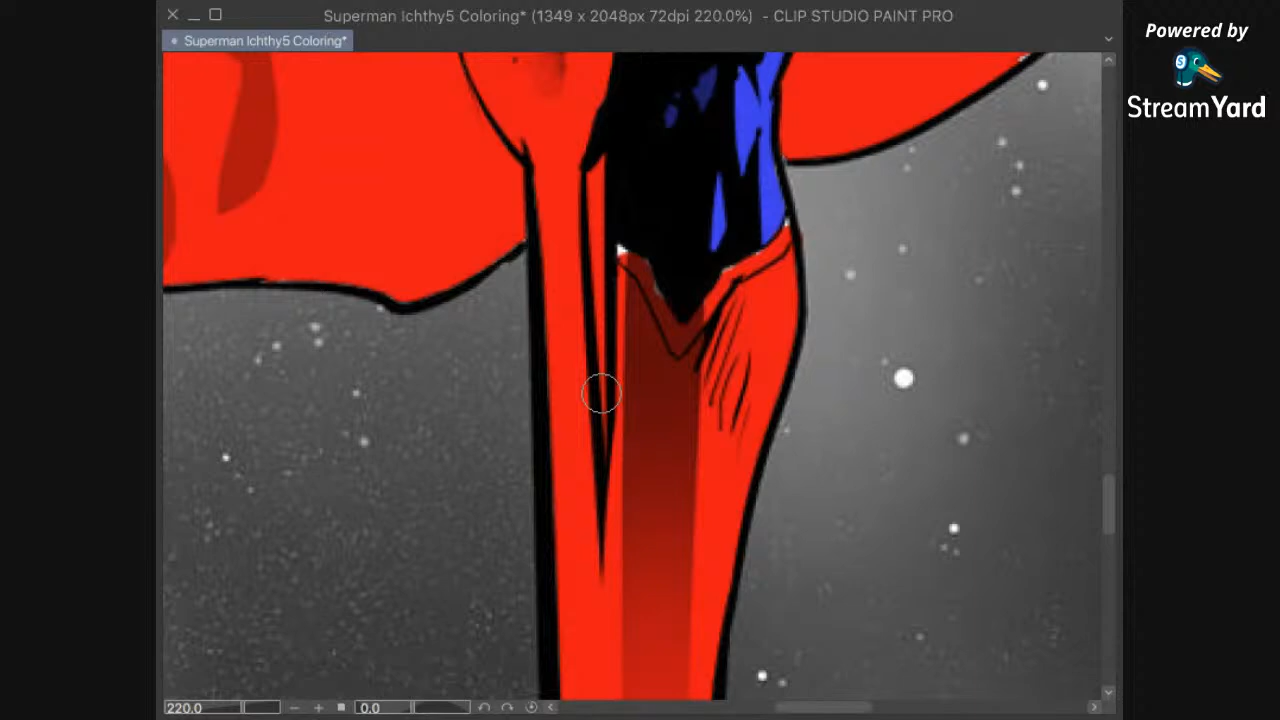 Superman Ichthy5 Coloring* (1349 x 2048px 72dpi 220.0%) - CLIP STUDIO PAINT PRO
Superman Ichthy5 Coloring*
Powered by
StreamYard
220.0
0.0